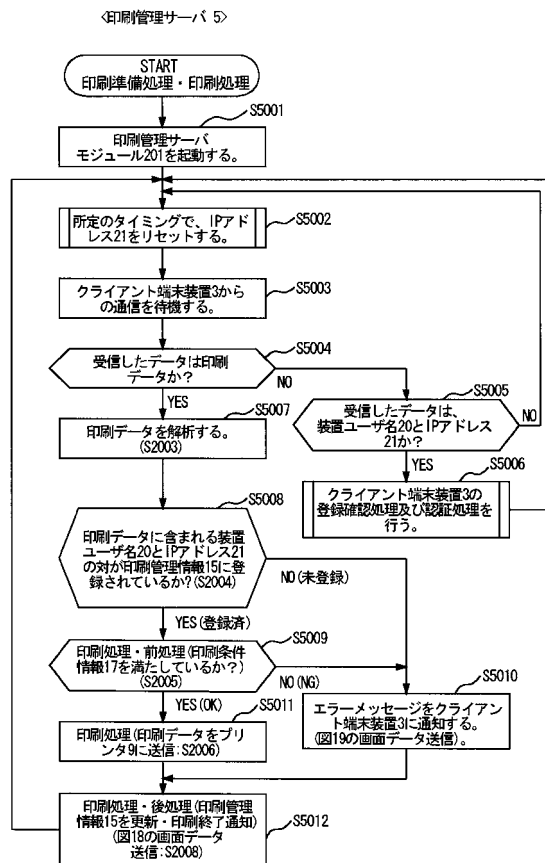 〈印刷管理サーバ 5〉
START
印刷準備処理・印刷処理
S5001
印刷管理サーバ
モジュール201を起動する。
所定のタイミングで、IPア
ドレス21をリセットする。
S5002
クライアント端末装置3から
の通信を待機する。
S5003
S5004
受信したデータは印刷
データか？
NO
YES
S5005
受信したデータは、
装置ユーザ名20とIPアドレス
21か？
NO
YES
S5006
クライアント端末装置3の
登録確認処理及び認証処理を
行う。
S5007
印刷データを解析する。
(S2003)
S5008
印刷データに含まれる装置
ユーザ名20とIPアドレス21
の対が印刷管理情報15に登
録されているか？(S2004)
NO(未登録)
YES(登録済)
S5009
印刷処理・前処理(印刷条件
情報17を満たしているか？)
(S2005)
NO(NG)
YES(OK)
S5010
エラーメッセージをクライアン
ト端末装置3に通知する。
(図19の画面データ送信)。
S5011
印刷処理(印刷データをプリン
タ9に送信:S2006)
印刷処理・後処理(印刷管理
情報15を更新・印刷終了通知)
(図18の画面データ
送信:S2008)
S5012